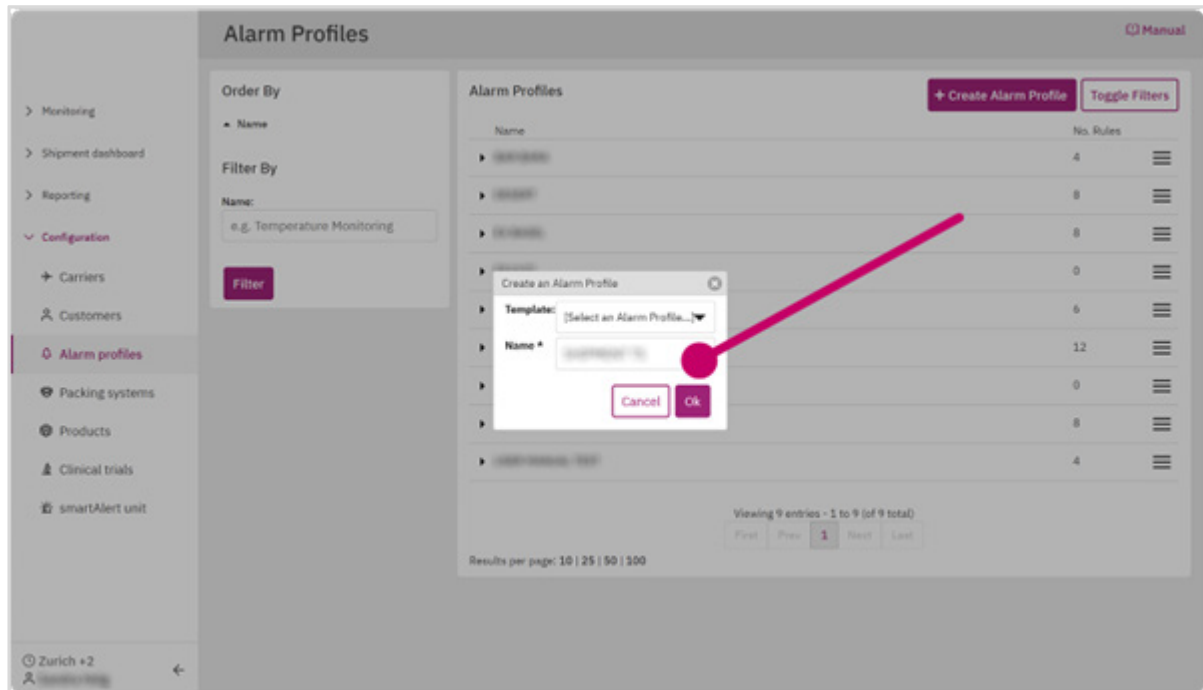 Alarm Profiles
Manual
Monitoring
Shipment dashboard
Reporting
Configuration
Carriers
Customers
Alarm profiles
Packing systems
Products
Clinical trials
smartAlert unit
Zurich +2
Order By
Name
Filter By
Name:
e.g. Temperature Monitoring
Filter
Alarm Profiles
+ Create Alarm Profile
Toggle Filters
Name No. Rules
4
8
8
0
6
12
0
8
4
Create an Alarm Profile
Template: [Select an Alarm Profile...]
Name *
Cancel Ok
Viewing 9 entries - 1 to 9 (of 9 total)
First Prev 1 Next Last
Results per page: 10 | 25 | 50 | 100